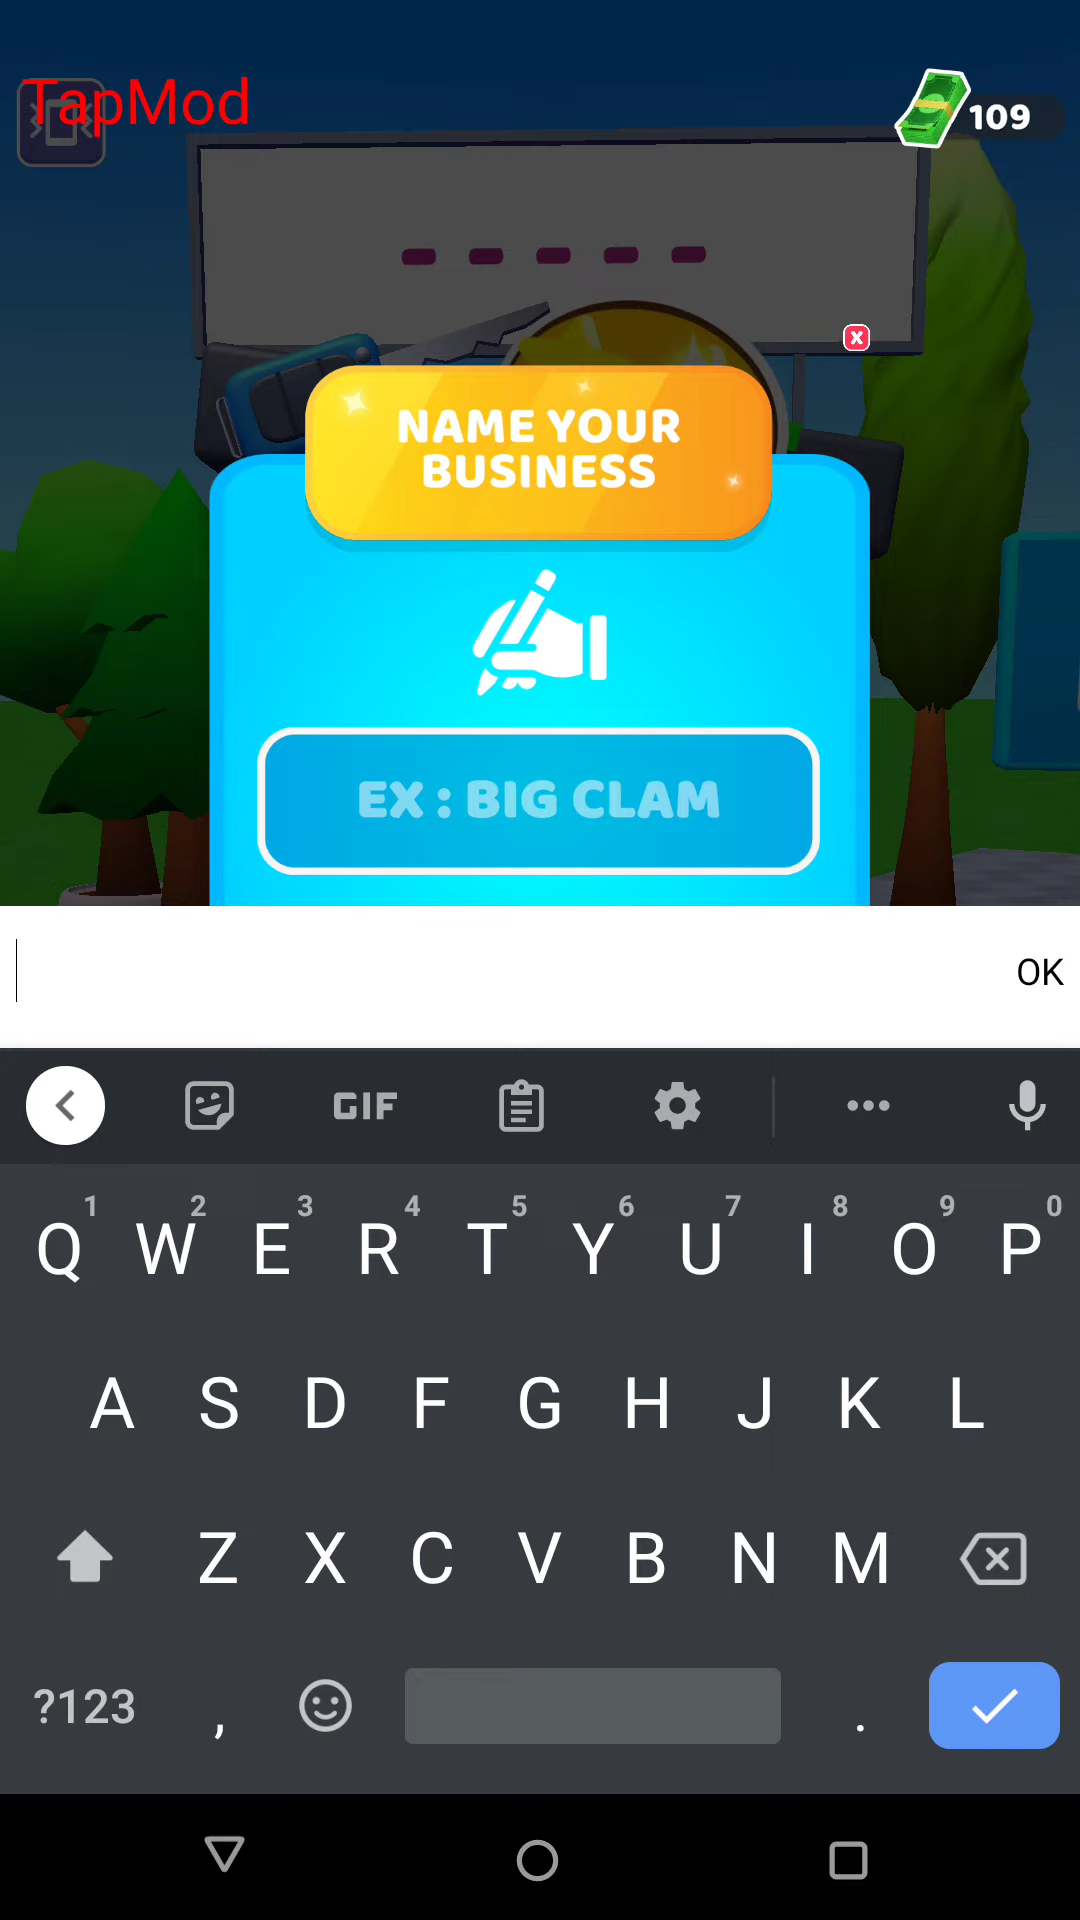 TapMod
109
NAME YOUR
BUSINESS
EX : BIG CLAM
OK
GIF
1 2 3 4 5 6 7 8 9 0
Q W E R T Y U I O P
A S D F G H J K L
Z X C V B N M
?123 , .